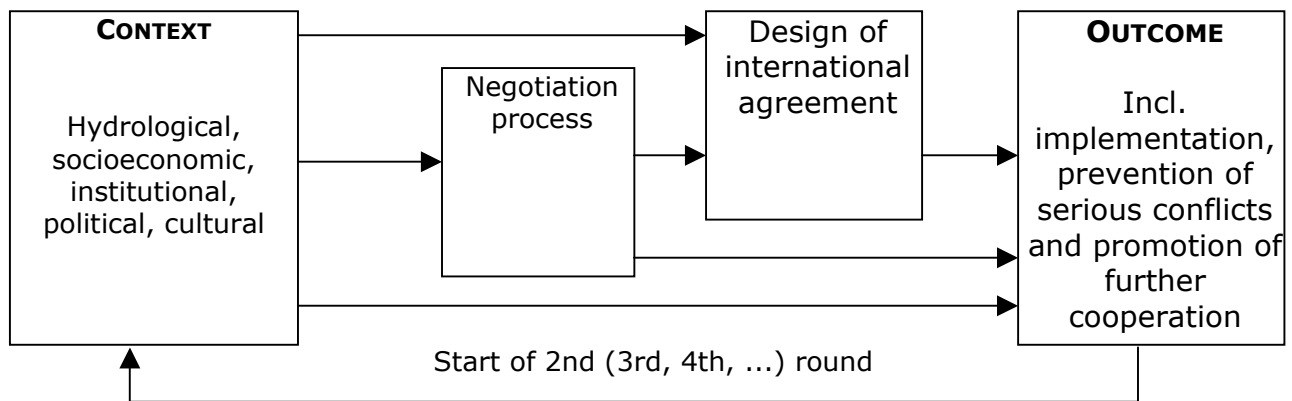 CONTEXT
Hydrological,
socioeconomic,
institutional,
political, cultural
Negotiation
process
Design of
international
agreement
OUTCOME
Incl.
implementation,
prevention of
serious conflicts
and promotion of
further
cooperation
Start of 2nd (3rd, 4th, ...) round